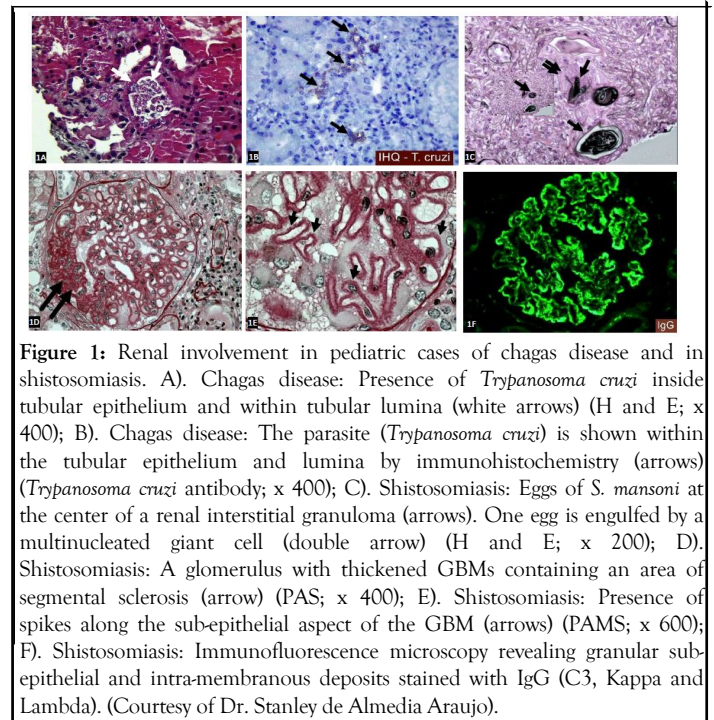 1A
1B
IHQ - T. cruzi
1C
1D
1E
1F
IgG
Figure 1: Renal involvement in pediatric cases of chagas disease and in
shistosomiasis. A). Chagas disease: Presence of Trypanosoma cruzi inside
tubular epithelium and within tubular lumina (white arrows) (H and E; x
400); B). Chagas disease: The parasite (Trypanosoma cruzi) is shown within
the tubular epithelium and lumina by immunohistochemistry (arrows)
(Trypanosoma cruzi antibody; x 400); C). Shistosomiasis: Eggs of S. mansoni at
the center of a renal interstitial granuloma (arrows). One egg is engulfed by a
multinucleated giant cell (double arrow) (H and E; x 200); D).
Shistosomiasis: A glomerulus with thickened GBMs containing an area of
segmental sclerosis (arrow) (PAS; x 400); E). Shistosomiasis: Presence of
spikes along the sub-epithelial aspect of the GBM (arrows) (PAMS; x 600);
F). Shistosomiasis: Immunofluorescence microscopy revealing granular sub-
epithelial and intra-membranous deposits stained with IgG (C3, Kappa and
Lambda). (Courtesy of Dr. Stanley de Almedia Araujo).